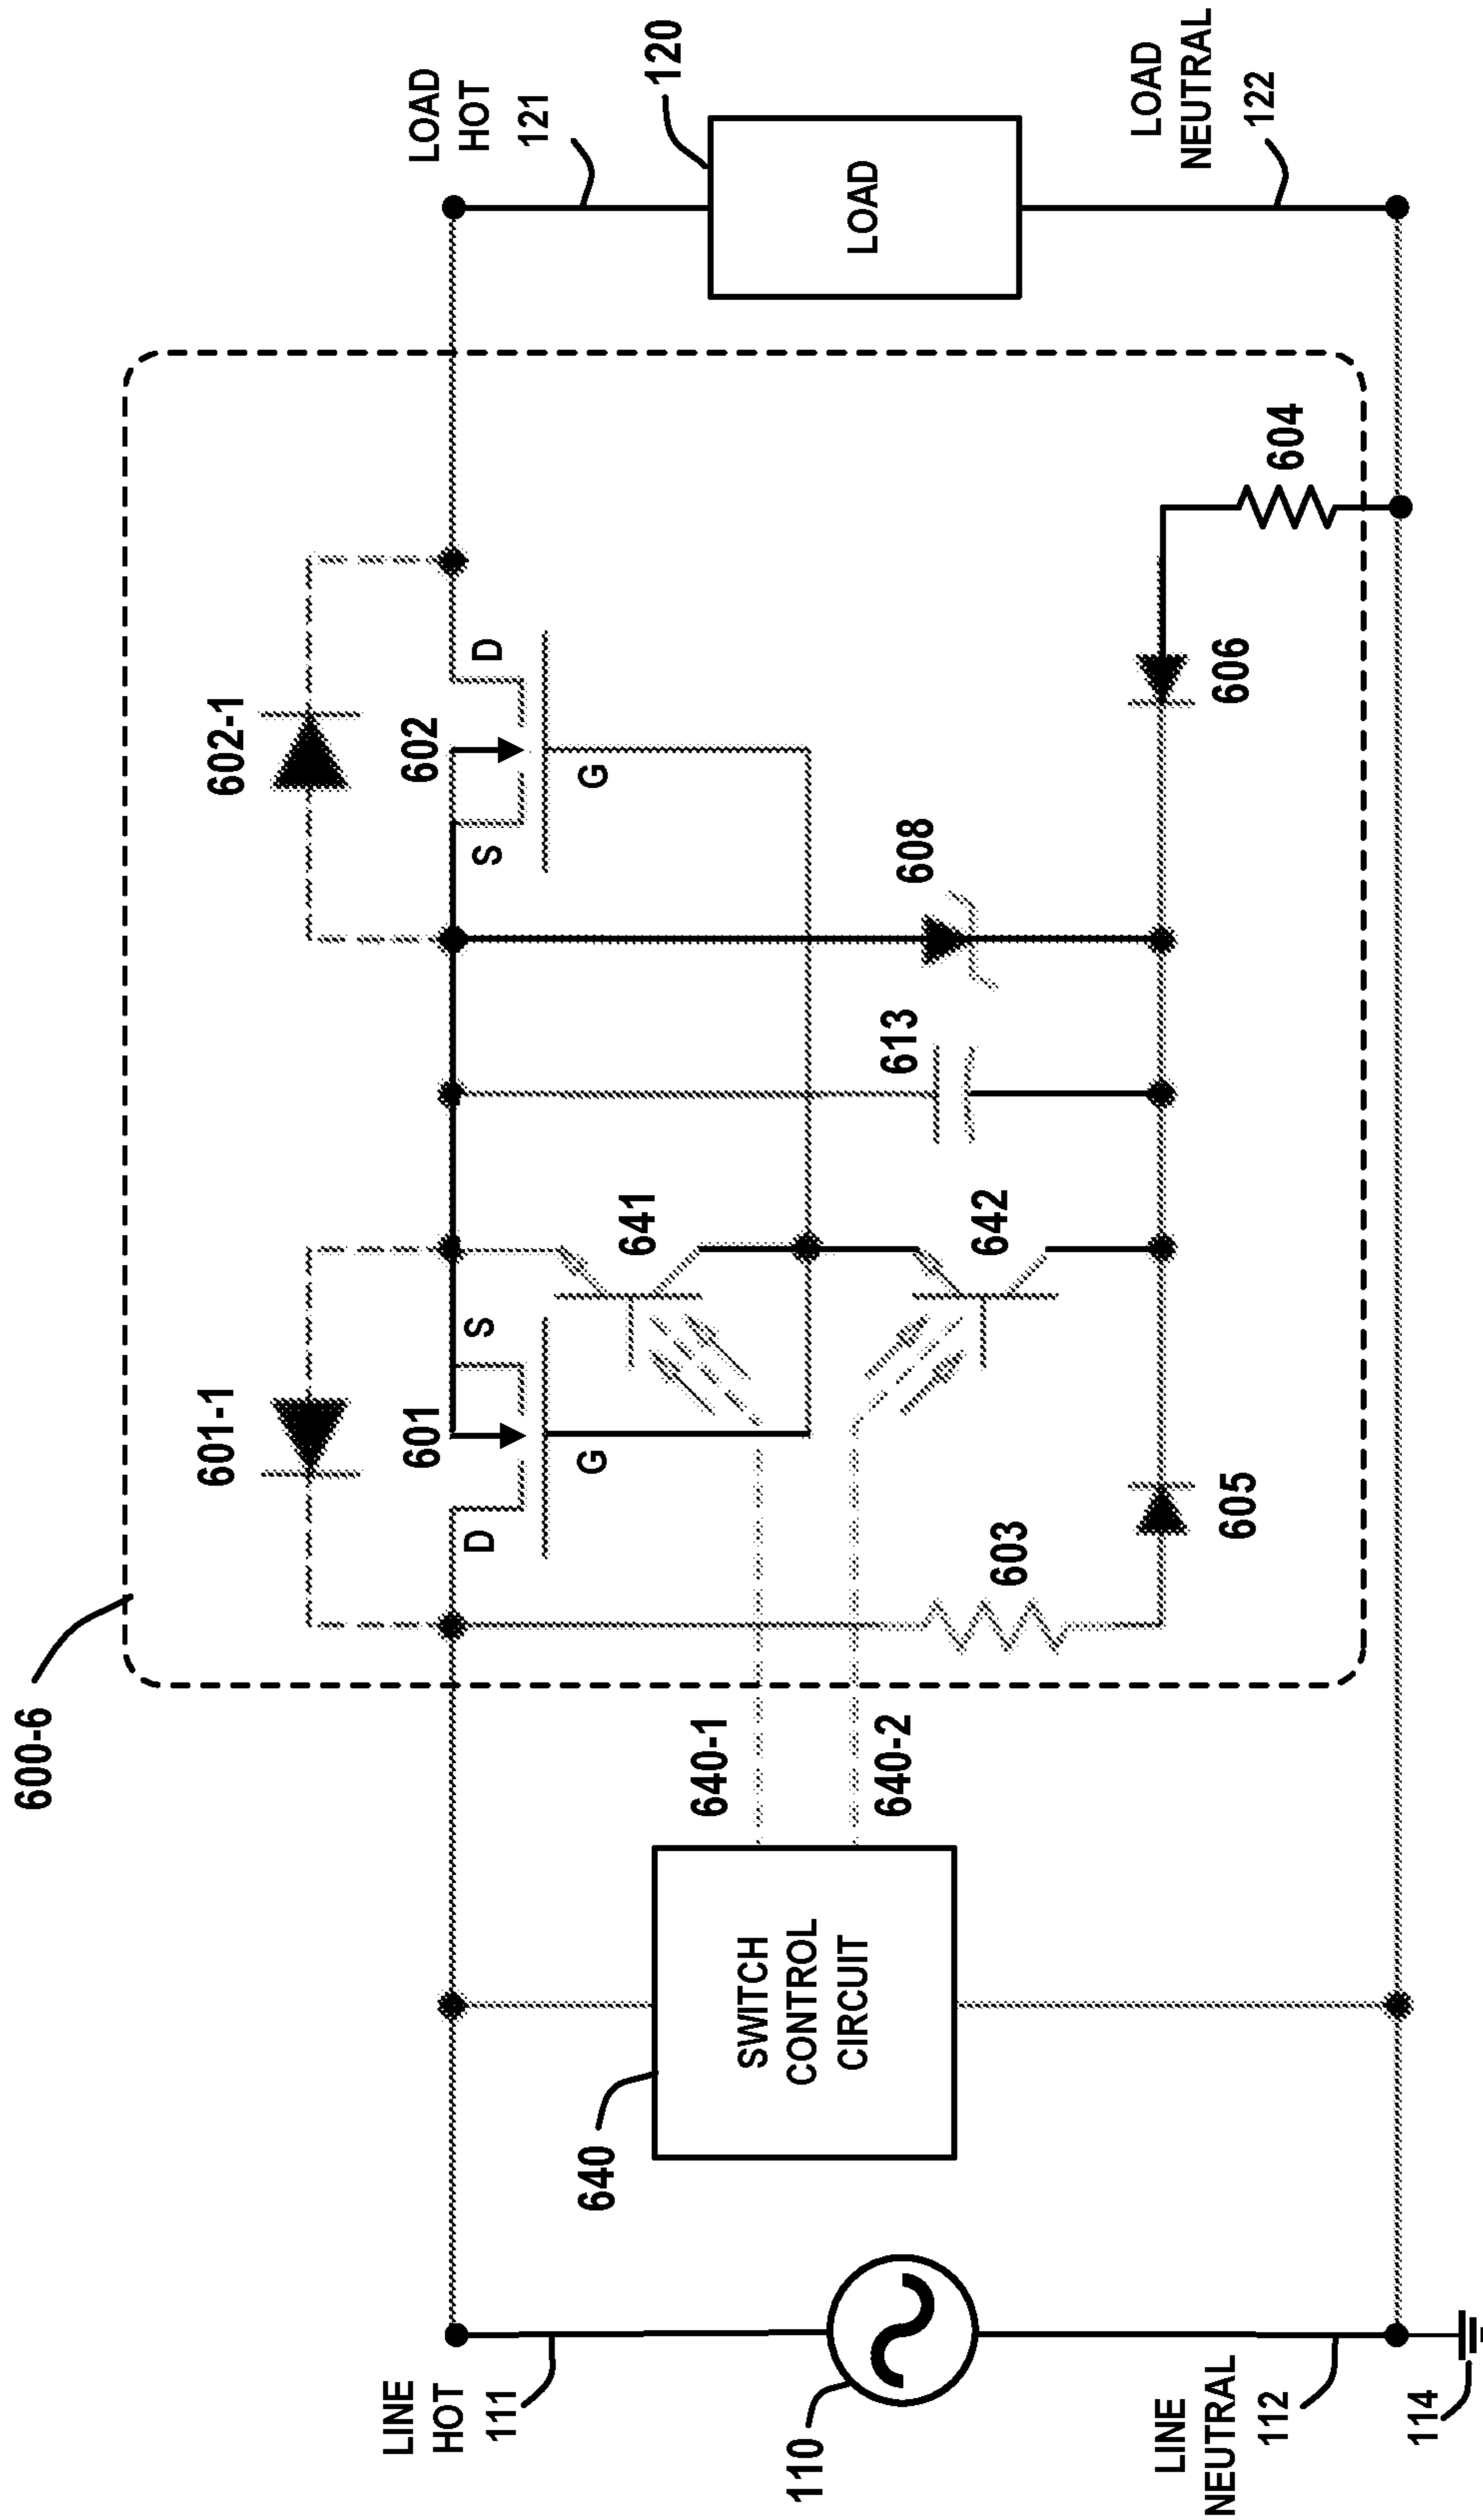 600-6
601-1
602-1
LINE
HOT
111
LOAD
HOT
121
601
D
S
G
602
S
D
G
641
640-1
640-2
642
640
SWITCH
CONTROL
CIRCUIT
110
120
LOAD
613
608
603
605
606
604
LINE
NEUTRAL
112
LOAD
NEUTRAL
122
114